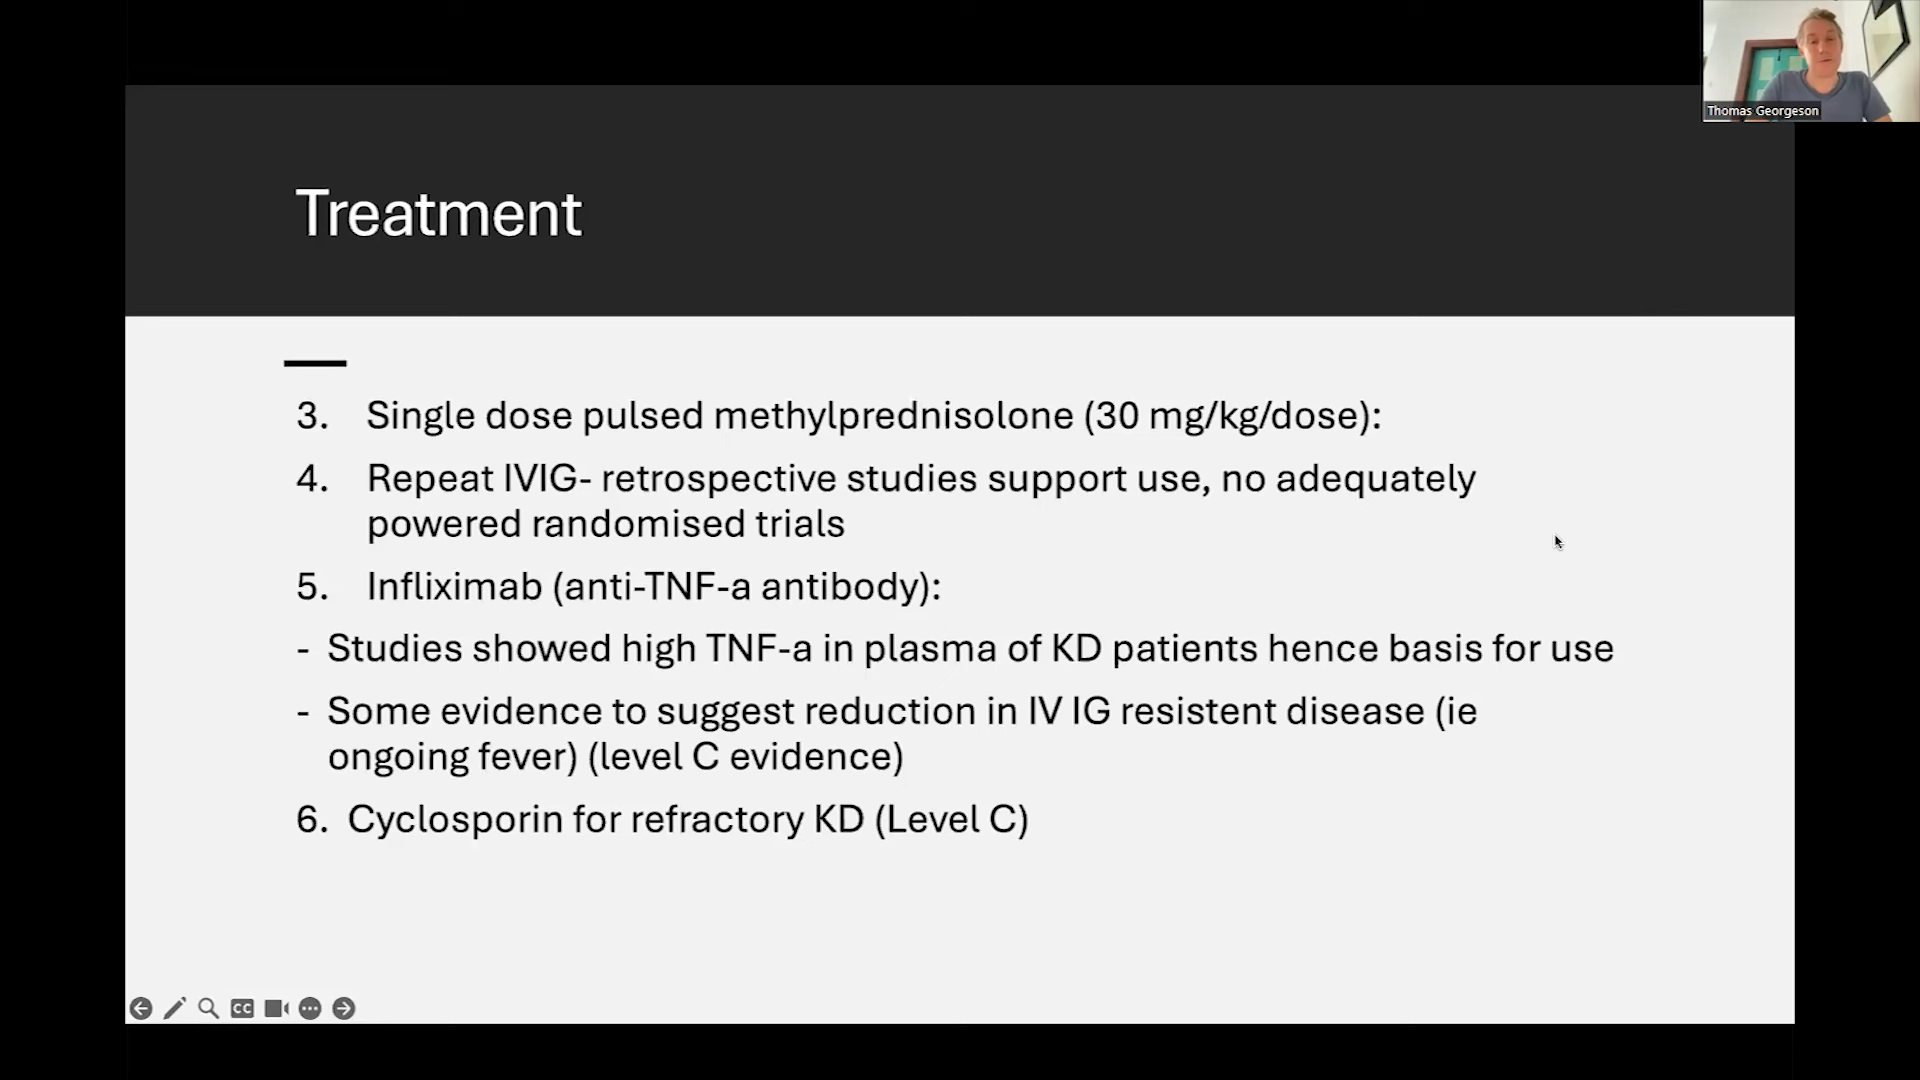 Thomas Georgeson
Treatment
3. Single dose pulsed methylprednisolone (30 mg/kg/dose):
4. Repeat IVIG- retrospective studies support use, no adequately
powered randomised trials
5. Infliximab (anti-TNF-a antibody):
- Studies showed high TNF-a in plasma of KD patients hence basis for use
- Some evidence to suggest reduction in IV IG resistent disease (ie
ongoing fever) (level C evidence)
6. Cyclosporin for refractory KD (Level C)
CC